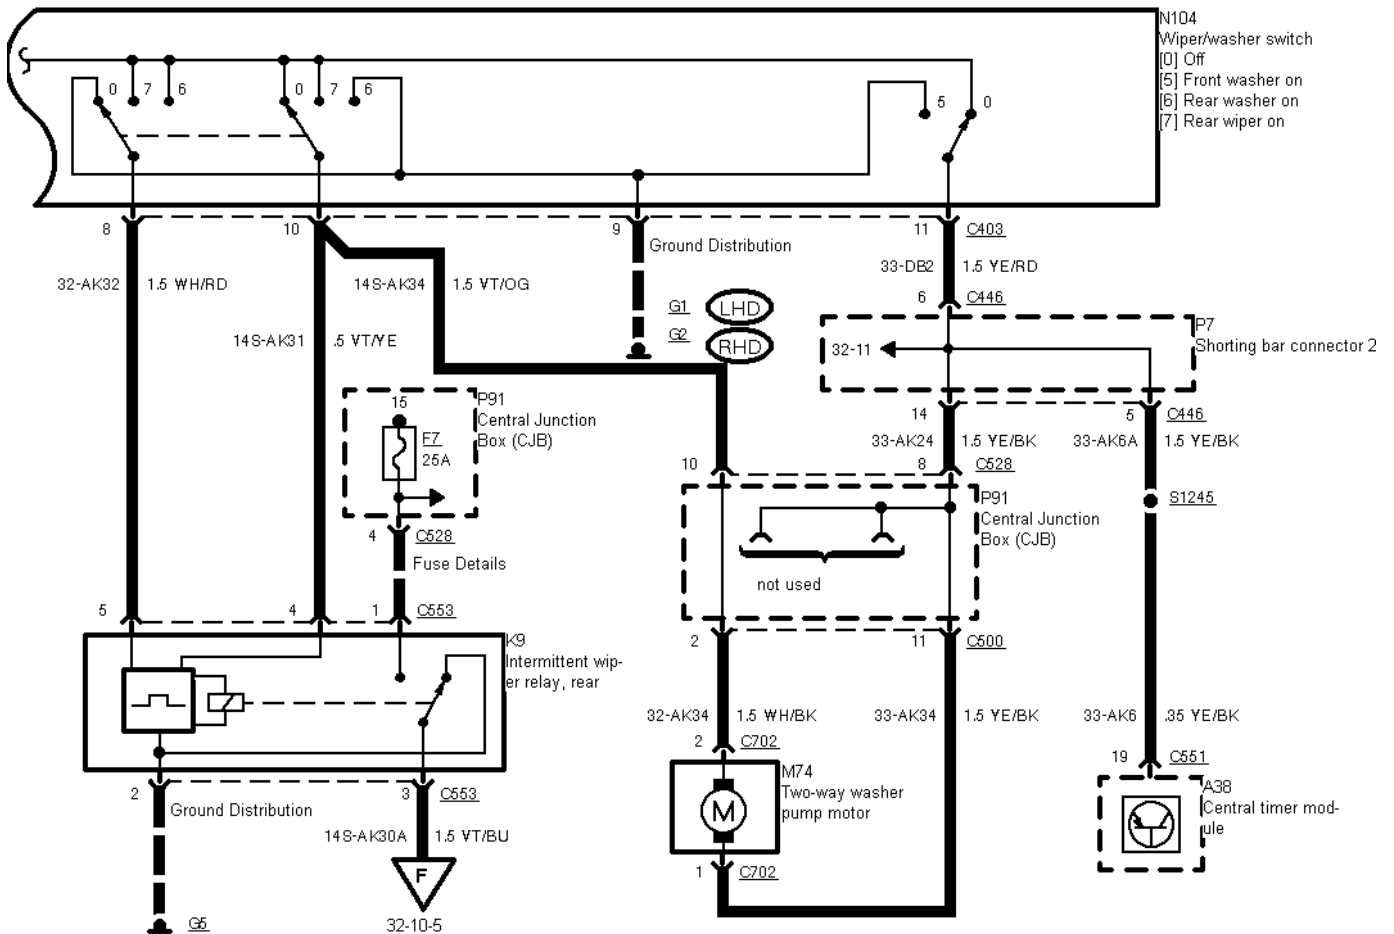 N104
Wiper/washer switch
[0] Off
[5] Front washer on
[6] Rear washer on
[7] Rear wiper on
0 7 6 0 7 6 5 0
8 10 9 11 C403
Ground Distribution
32-AK32 1.5 WH/RD 14S-AK34 1.5 VT/OG 33-DB2 1.5 YE/RD
6 C446
G1 LHD
G2 RHD
14S-AK31 .5 VT/YE
32-11
P7
Shorting bar connector 2
15
P91
Central Junction
Box (CJB)
F7
25A
14 5 C446
33-AK24 1.5 YE/BK 33-AK6A 1.5 YE/BK
10 8 C528
S1245
P91
Central Junction
Box (CJB)
not used
4 C528
Fuse Details
5 4 1 C553
K9
Intermittent wip-
er relay, rear
2 11 C500
32-AK34 1.5 WH/BK 33-AK34 1.5 YE/BK 33-AK6 .35 YE/BK
2 C702
19 C551
M74
Two-way washer
pump motor
M
A38
Central timer mod-
ule
2 3 C553
Ground Distribution
14S-AK30A 1.5 VT/BU
F
1 C702
G5
32-10-5